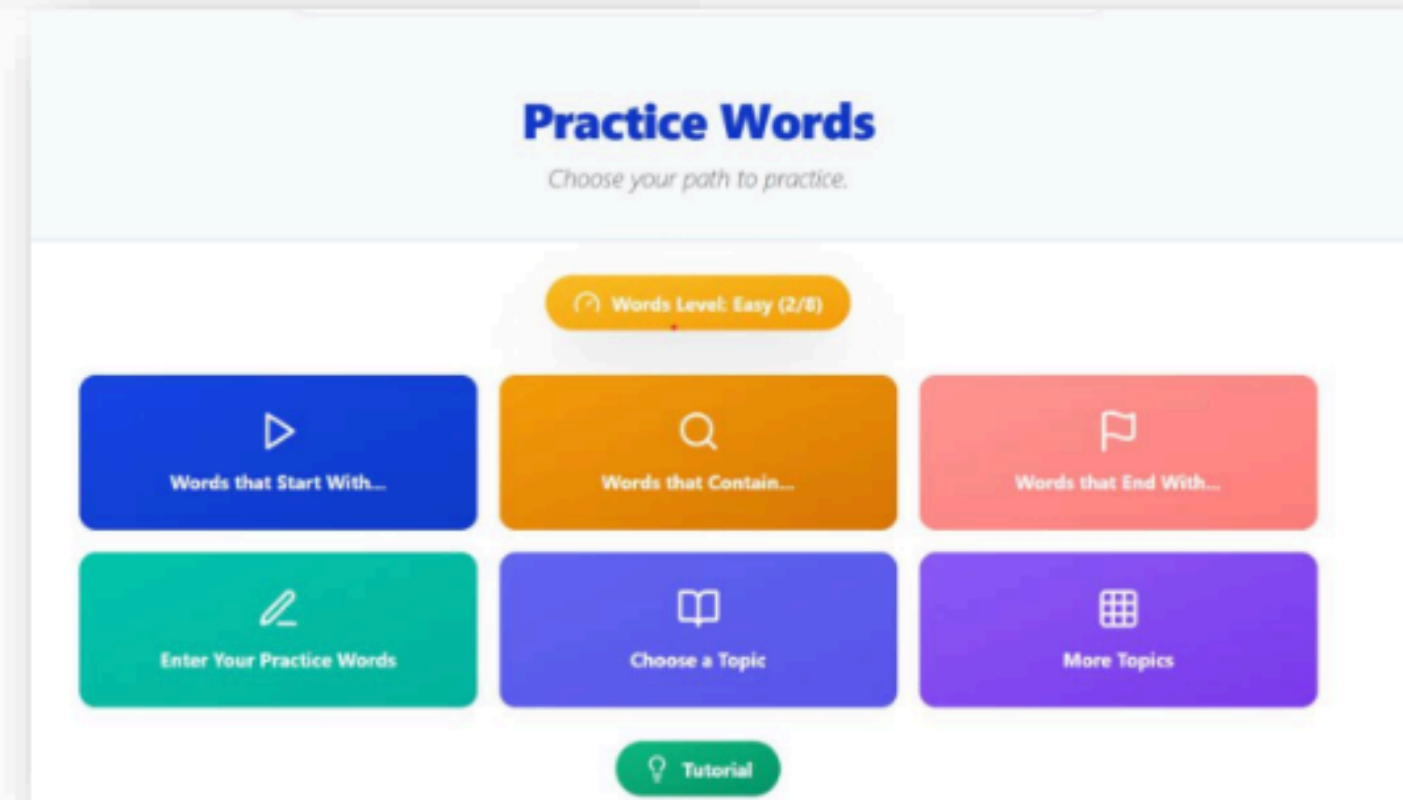 Practice Words
Choose your path to practice.
Words Level: Easy (2/8)
Words that Start With...
Words that Contain...
Words that End With...
Enter Your Practice Words
Choose a Topic
More Topics
Tutorial